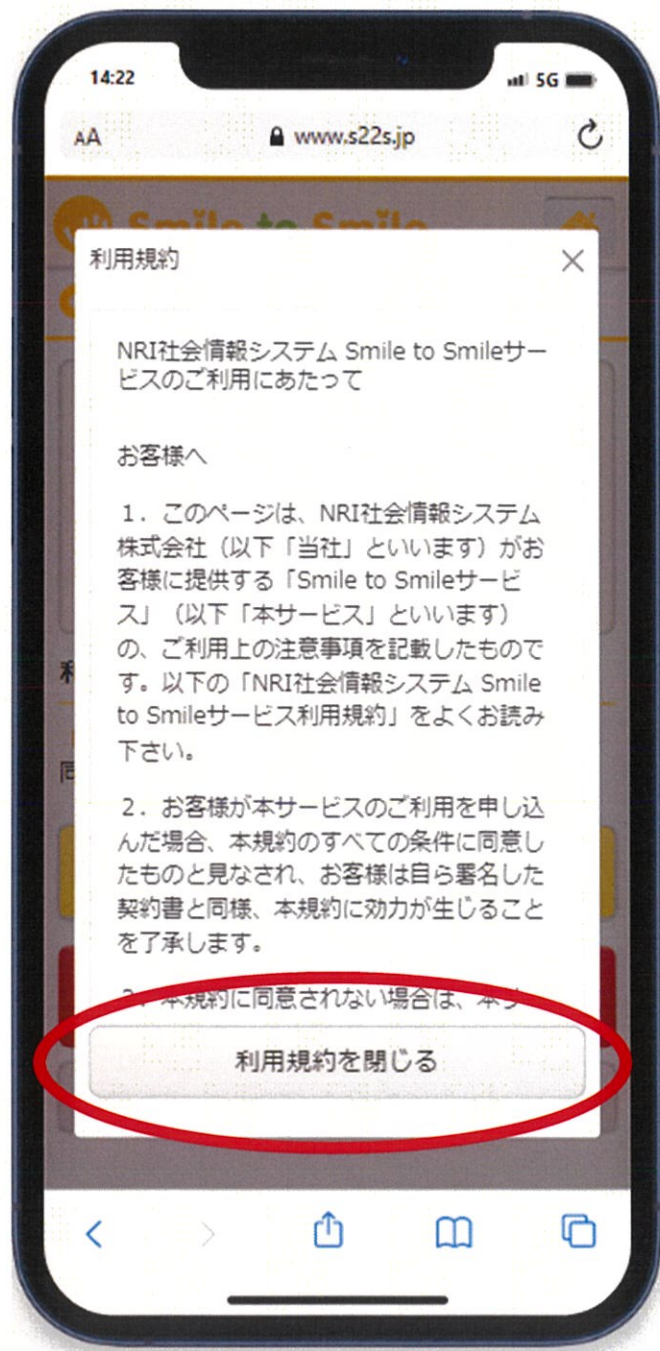 14:22
5G
AA
www.s22s.jp
Smile to Smile
利用規約
NRI社会情報システム Smile to Smileサー
ビスのご利用にあたって
お客様へ
1．このページは、NRI社会情報システム
株式会社（以下「当社」といいます）がお
客様に提供する「Smile to Smileサービ
ス」（以下「本サービス」といいます）
の、ご利用上の注意事項を記載したもので
す。以下の「NRI社会情報システム Smile
to Smileサービス利用規約」をよくお読み
下さい。
2．お客様が本サービスのご利用を申し込
んだ場合、本規約のすべての条件に同意し
たものと見なされ、お客様は自ら署名した
契約書と同様、本規約に効力が生じること
を了承します。
3．本規約に同意されない場合は、本サ
利用規約を閉じる